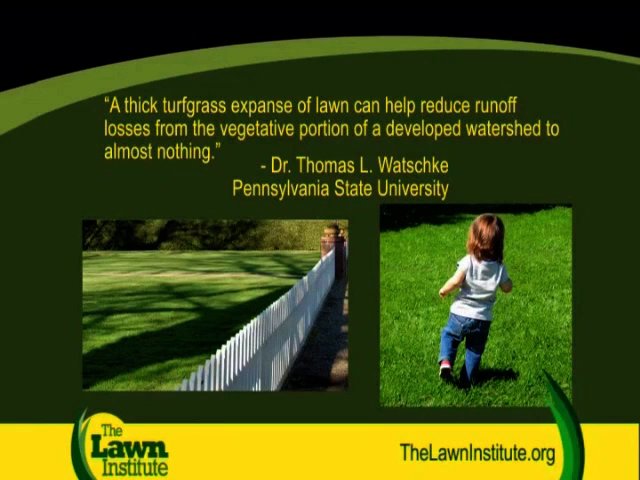 “A thick turfgrass expanse of lawn can help reduce runoff
losses from the vegetative portion of a developed watershed to
almost nothing.”
- Dr. Thomas L. Watschke
Pennsylvania State University
The
Lawn
Institute
TheLawnInstitute.org